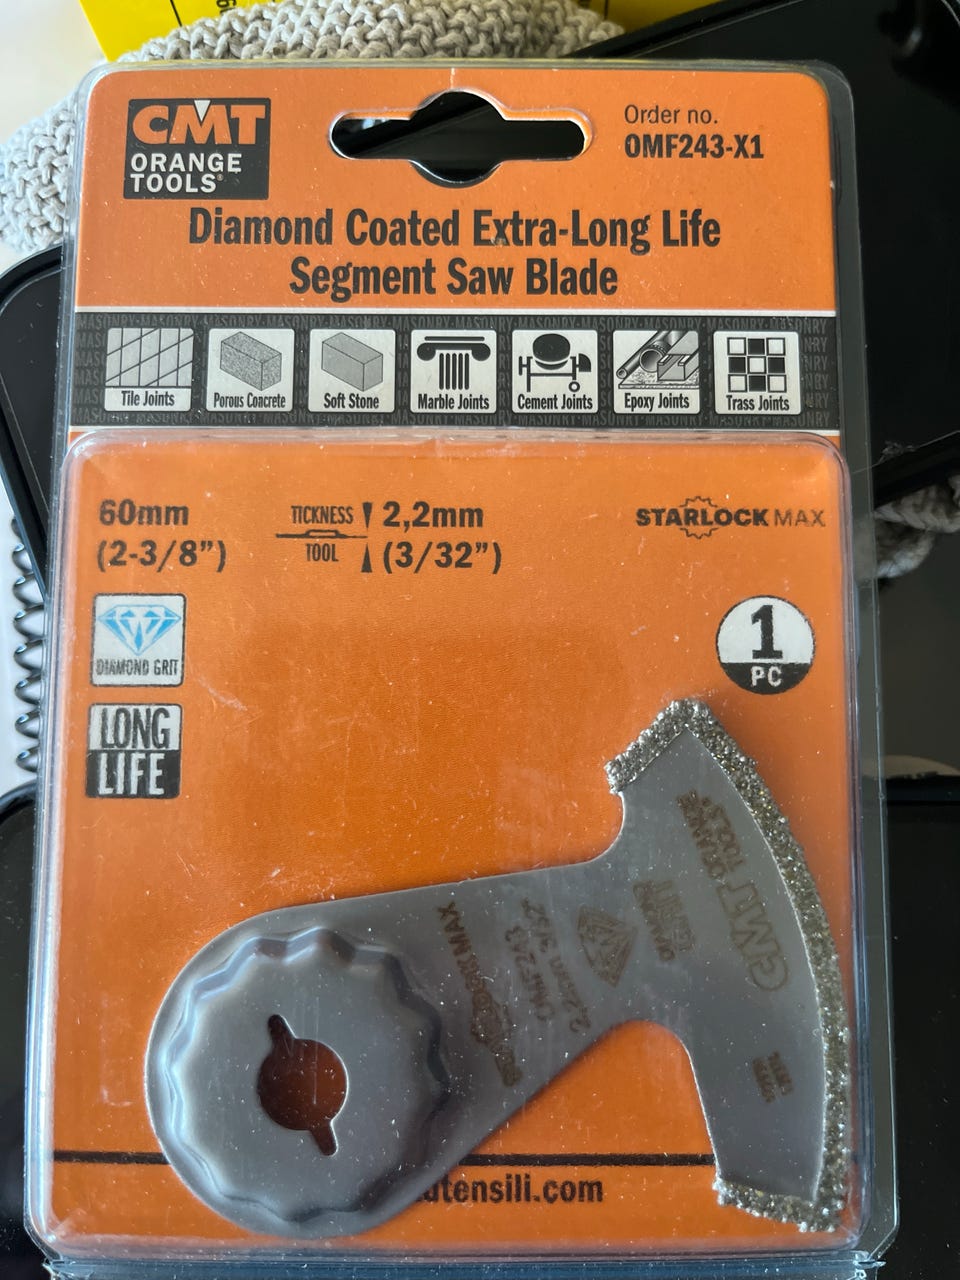 CMT
ORANGE
TOOLS®
Order no.
OMF243-X1
Diamond Coated Extra-Long Life
Segment Saw Blade
Tile Joints
Porous Concrete
Soft Stone
Marble Joints
Cement Joints
Epoxy Joints
Trass Joints
60mm
(2-3/8”)
TICKNESS
TOOL
2,2mm
(3/32”)
STARLOCK MAX
DIAMOND GRIT
1
PC
LONG
LIFE
CMT ORANGE
TOOLS®
OMF243
utensili.com